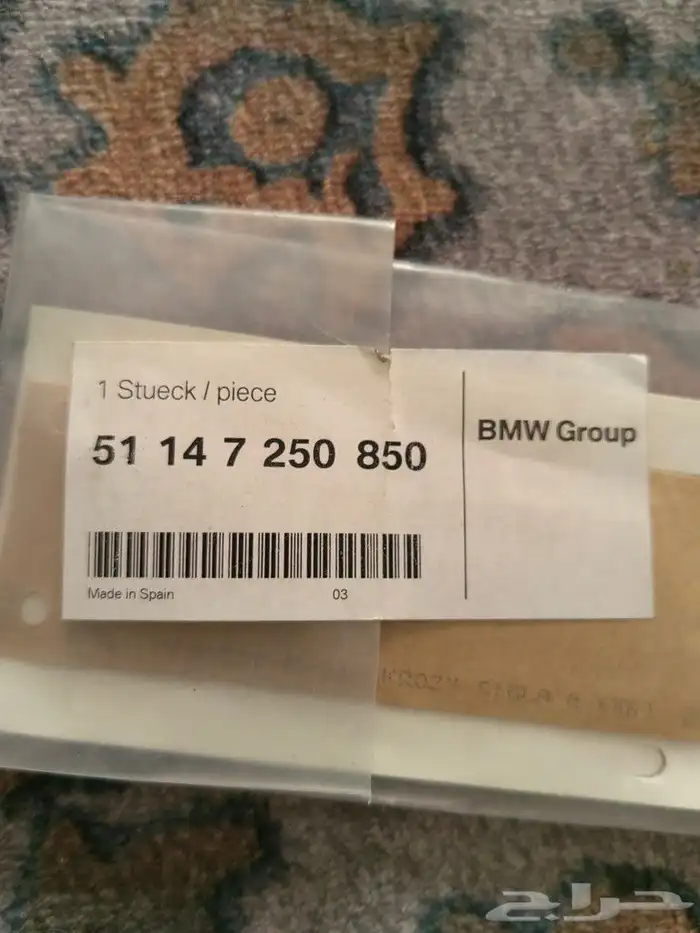 1 Stueck / piece
51 14 7 250 850
BMW Group
Made in Spain
03
حراج